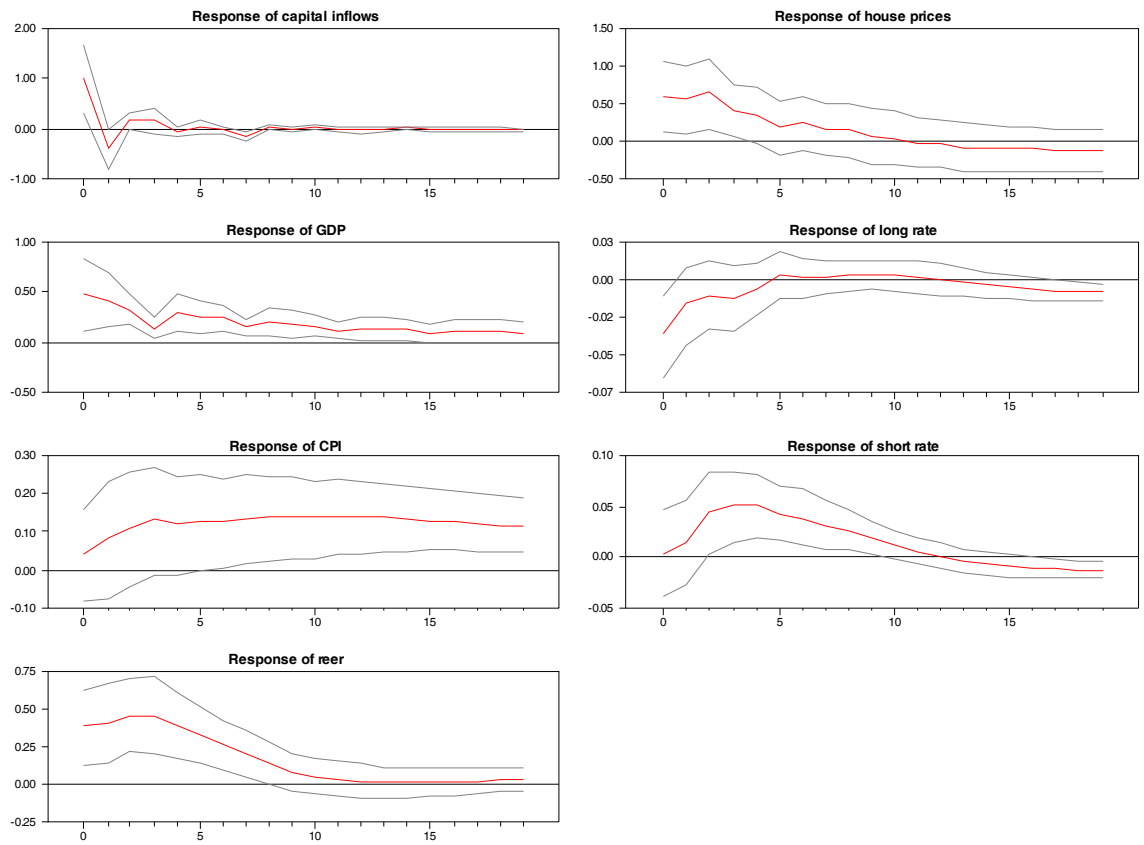 Response of capital inflows
2.00
1.00
0.00
-1.00
0 5 10 15
Response of house prices
1.50
1.00
0.50
0.00
-0.50
0 5 10 15
Response of GDP
1.00
0.50
0.00
-0.50
0 5 10 15
Response of long rate
0.03
0.00
-0.02
-0.05
-0.07
0 5 10 15
Response of CPI
0.30
0.20
0.10
0.00
-0.10
0 5 10 15
Response of short rate
0.10
0.05
0.00
-0.05
0 5 10 15
Response of reer
0.75
0.50
0.25
0.00
-0.25
0 5 10 15